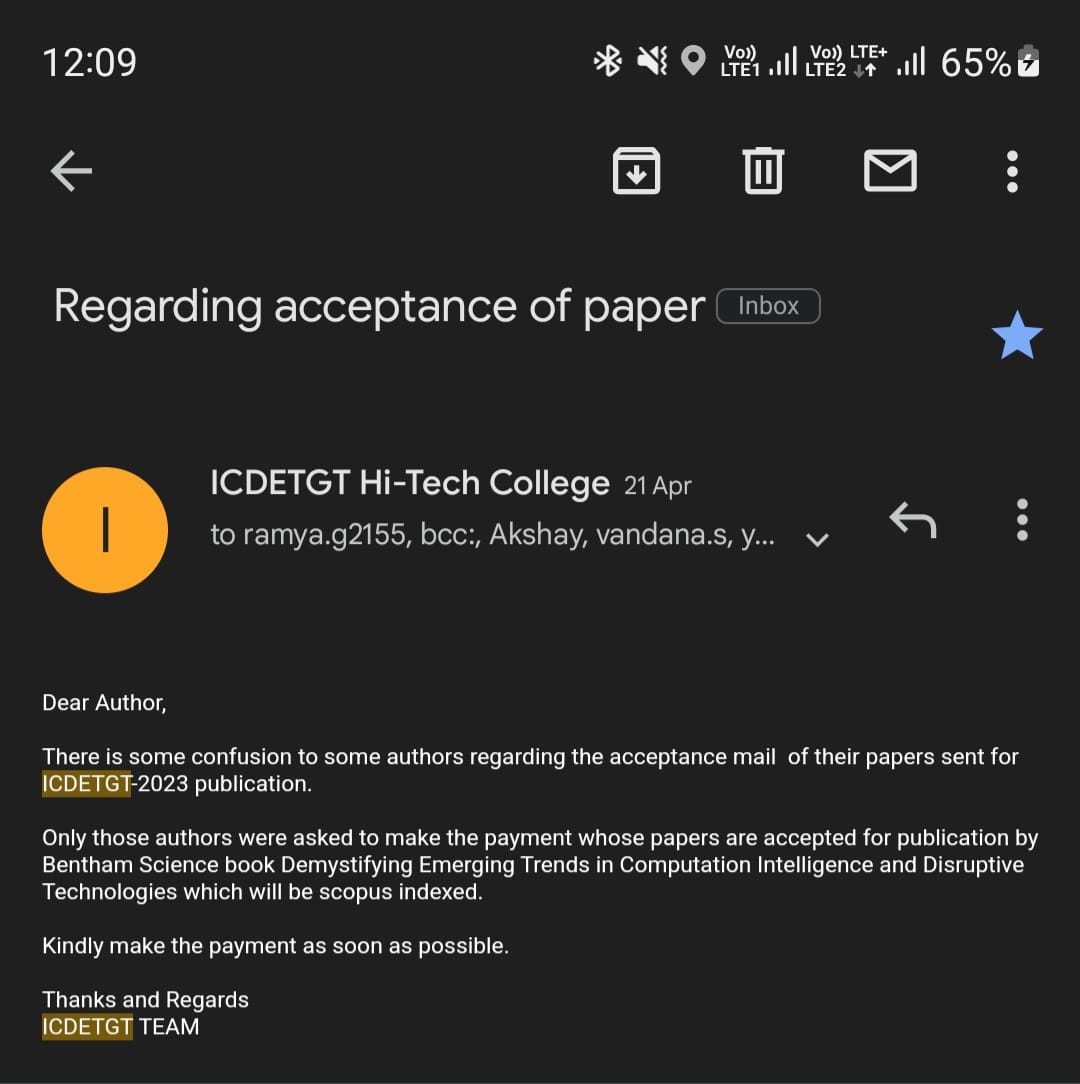 12:09
Vo)) LTE1 Vo)) LTE2 LTE+ 65%
Regarding acceptance of paper Inbox
I
ICDETGT Hi-Tech College 21 Apr
to ramya.g2155, bcc:, Akshay, vandana.s, y...
Dear Author,
There is some confusion to some authors regarding the acceptance mail  of their papers sent for
ICDETGT-2023 publication.
Only those authors were asked to make the payment whose papers are accepted for publication by
Bentham Science book Demystifying Emerging Trends in Computation Intelligence and Disruptive
Technologies which will be scopus indexed.
Kindly make the payment as soon as possible.
Thanks and Regards
ICDETGT TEAM